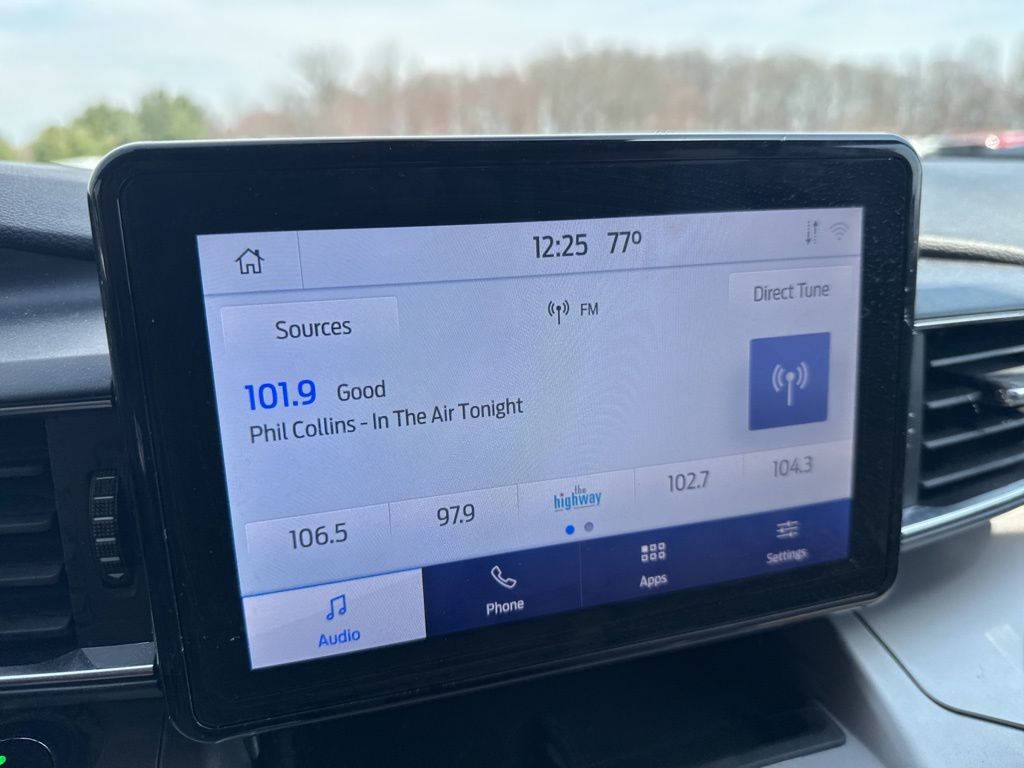 12:25 77°
Sources
FM
Direct Tune
101.9 Good
Phil Collins - In The Air Tonight
106.5
97.9
the
highway
102.7
104.3
Audio
Phone
Apps
Settings